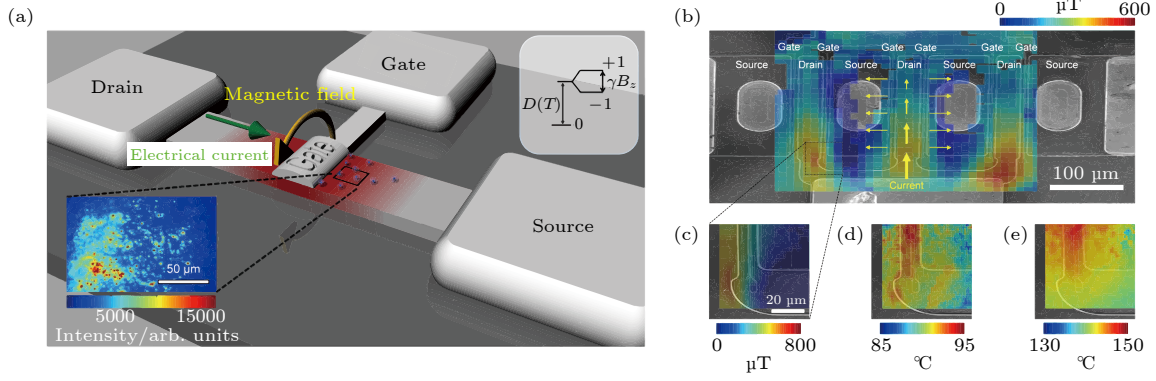 (a)
Drain
Gate
Source
Magnetic field
Electrical current
+1
γB_z
−1
D(T)
0
50 µm
5000 15000
Intensity/arb. units
(b)
0 µT 600
Gate Gate Gate Gate Gate Gate
Source Drain Source Drain Source Drain Source
Current
100 µm
(c)
20 µm
0 800
µT
(d)
85 95
℃
(e)
130 150
℃